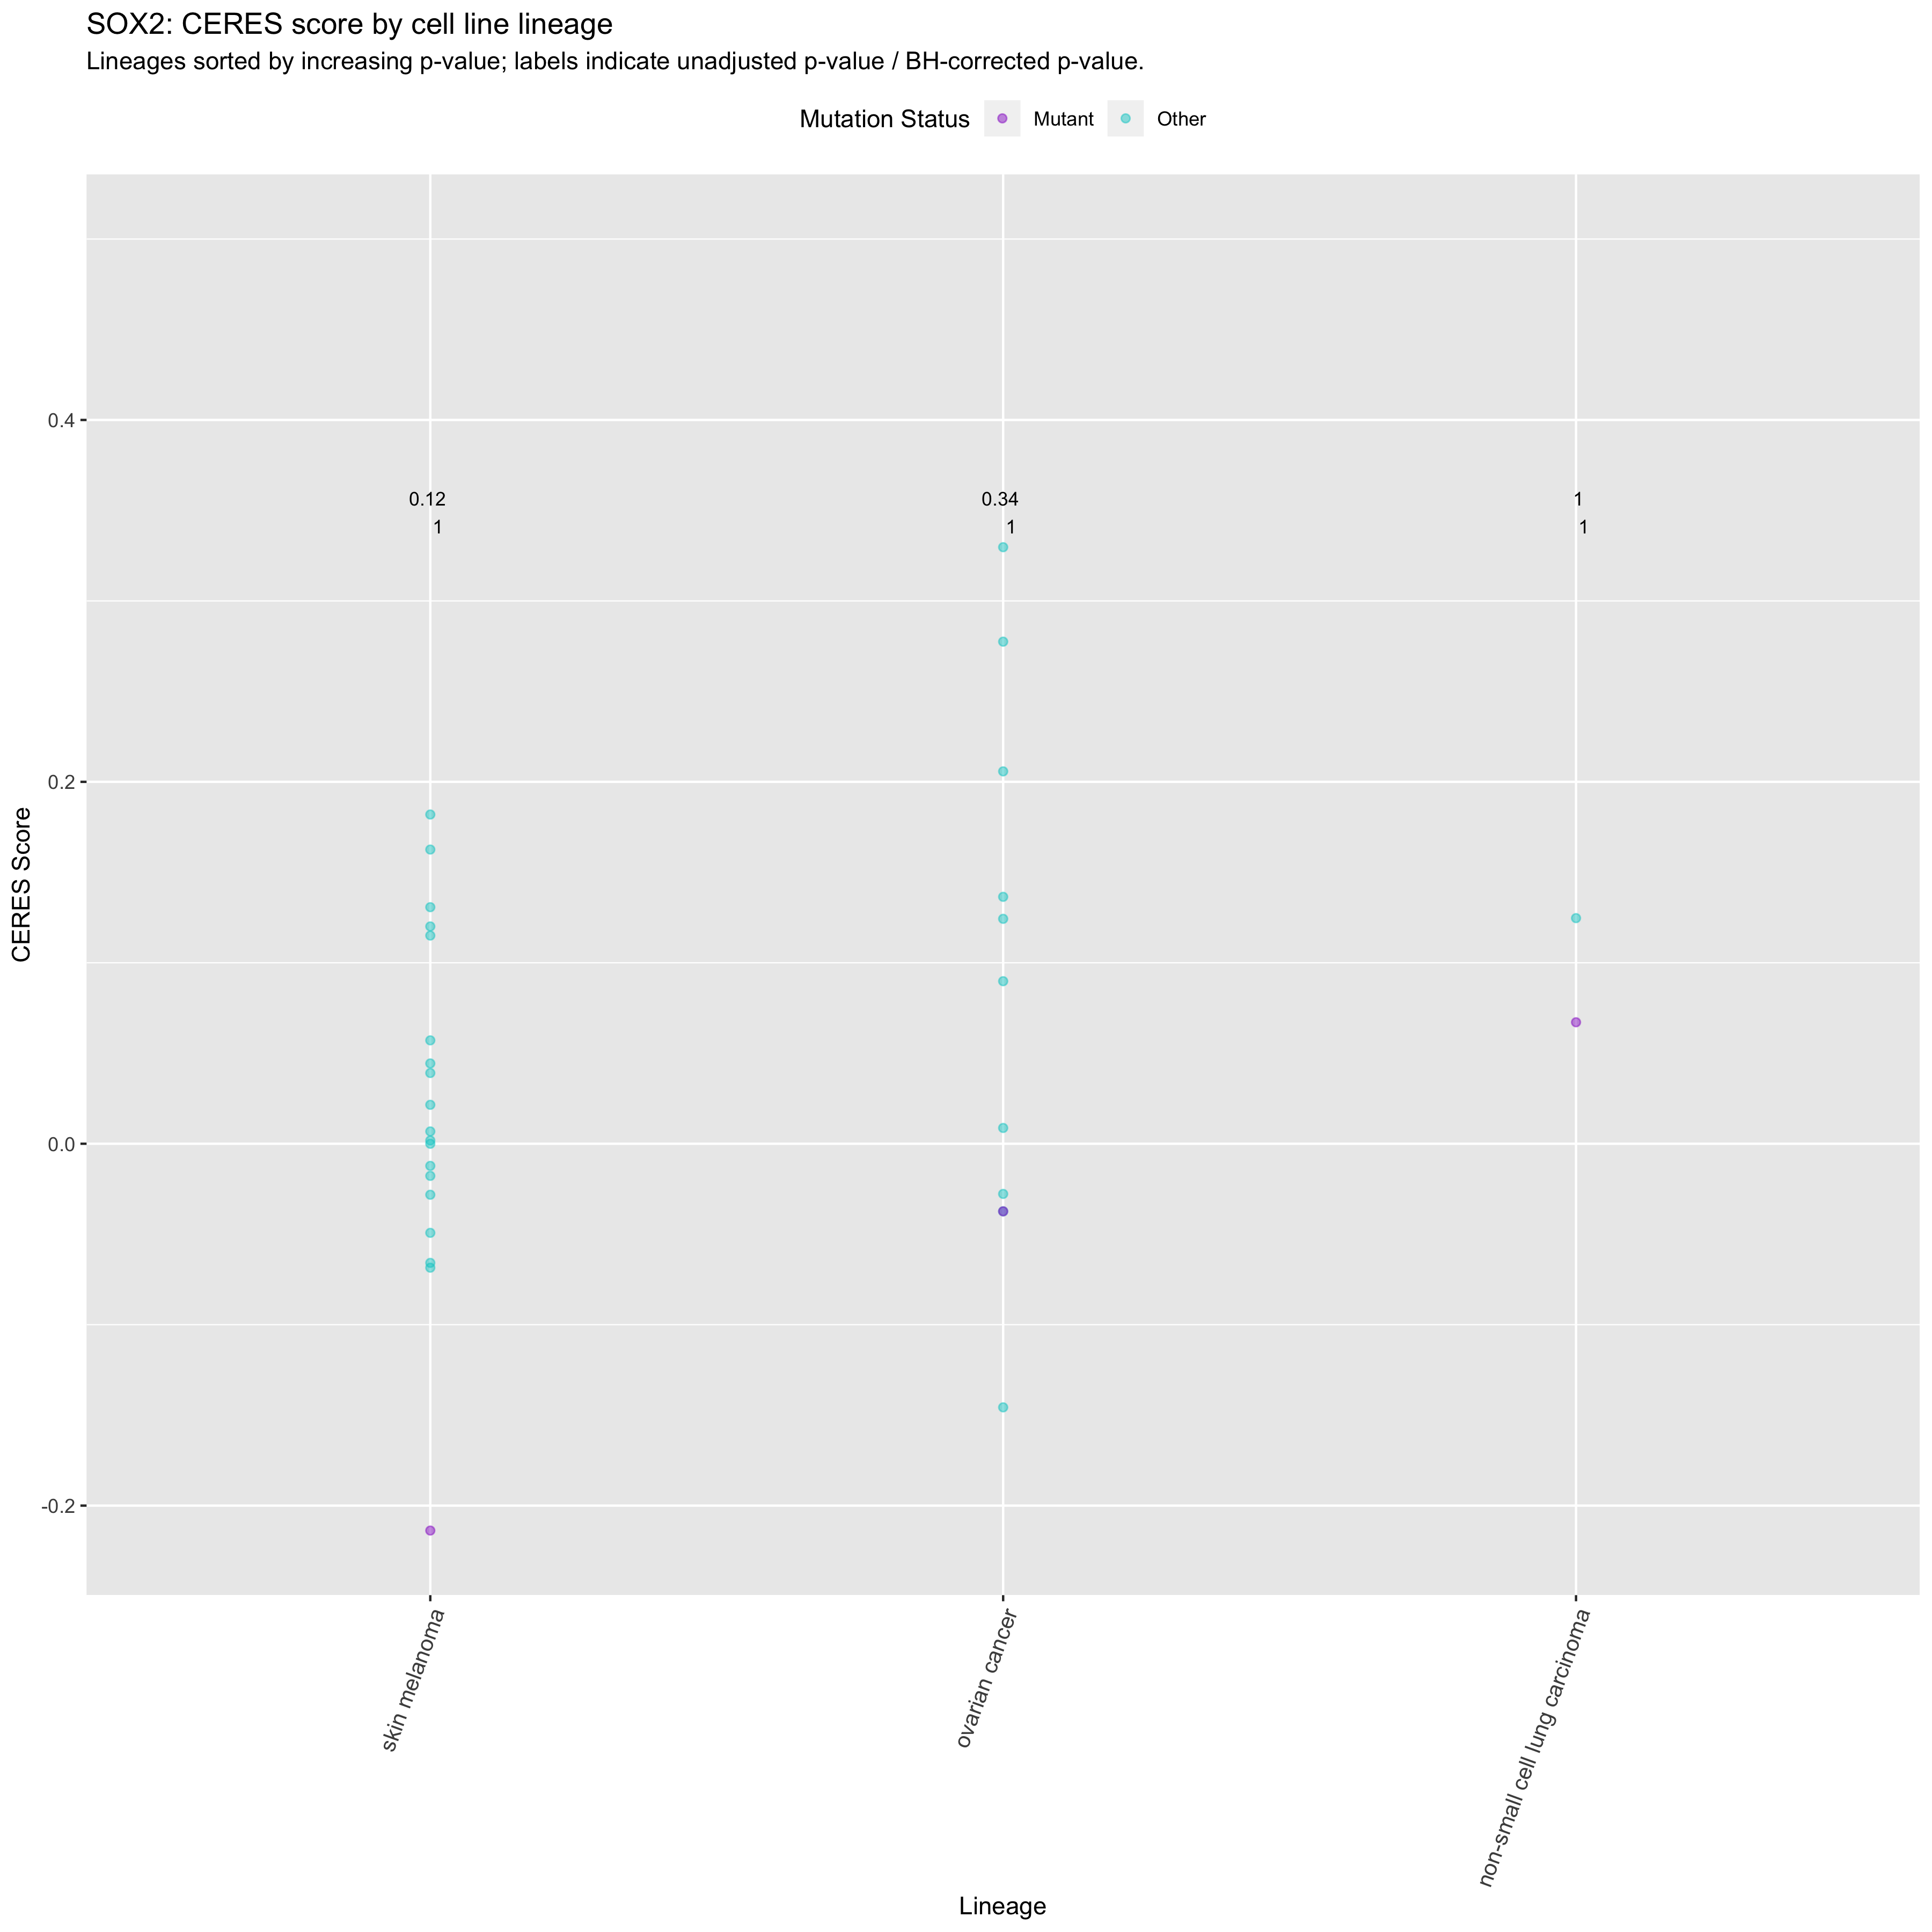 SOX2: CERES score by cell line lineage
Lineages sorted by increasing p-value; labels indicate unadjusted p-value / BH-corrected p-value.
Mutation Status Mutant Other
0.4
0.12 0.34 1
1 1 1
0.2
CERES Score
0.0
-0.2
skin melanoma
ovarian cancer
non-small cell lung carcinoma
Lineage